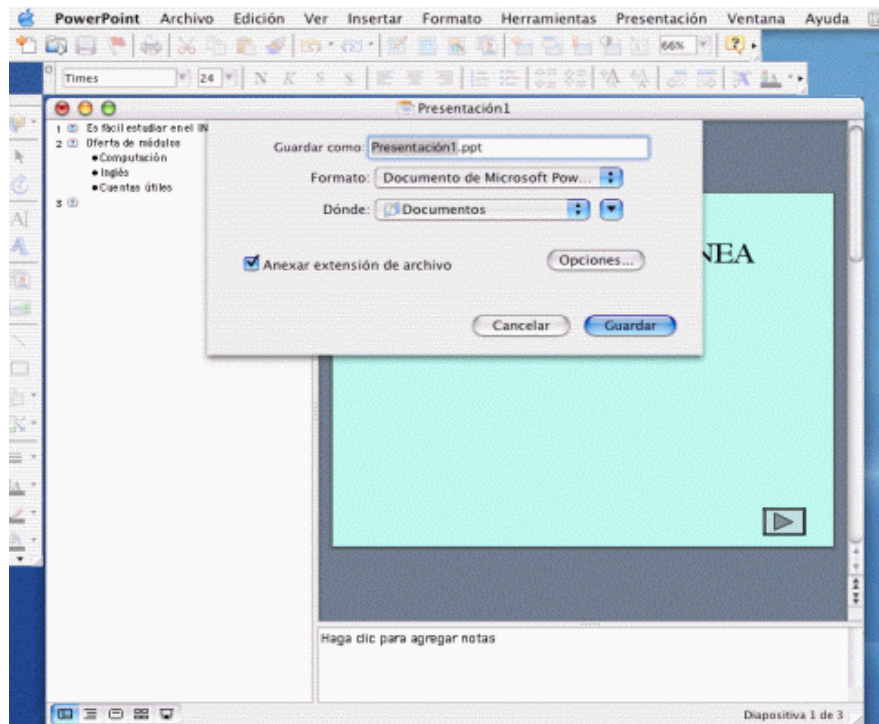 PowerPoint Archivo Edición Ver Insertar Formato Herramientas Presentación Ventana Ayuda
66%
Times 24 N K S S
Presentación1
1 Es fácil estudiar en el IN
2 Oferta de módulos
•Computación
•Inglés
•Cuentas útiles
3
Guardar como: Presentación1.ppt
Formato: Documento de Microsoft Pow...
Dónde: Documentos
Anexar extensión de archivo
Opciones...
Cancelar
Guardar
NEA
Haga clic para agregar notas
Diapositiva 1 de 3